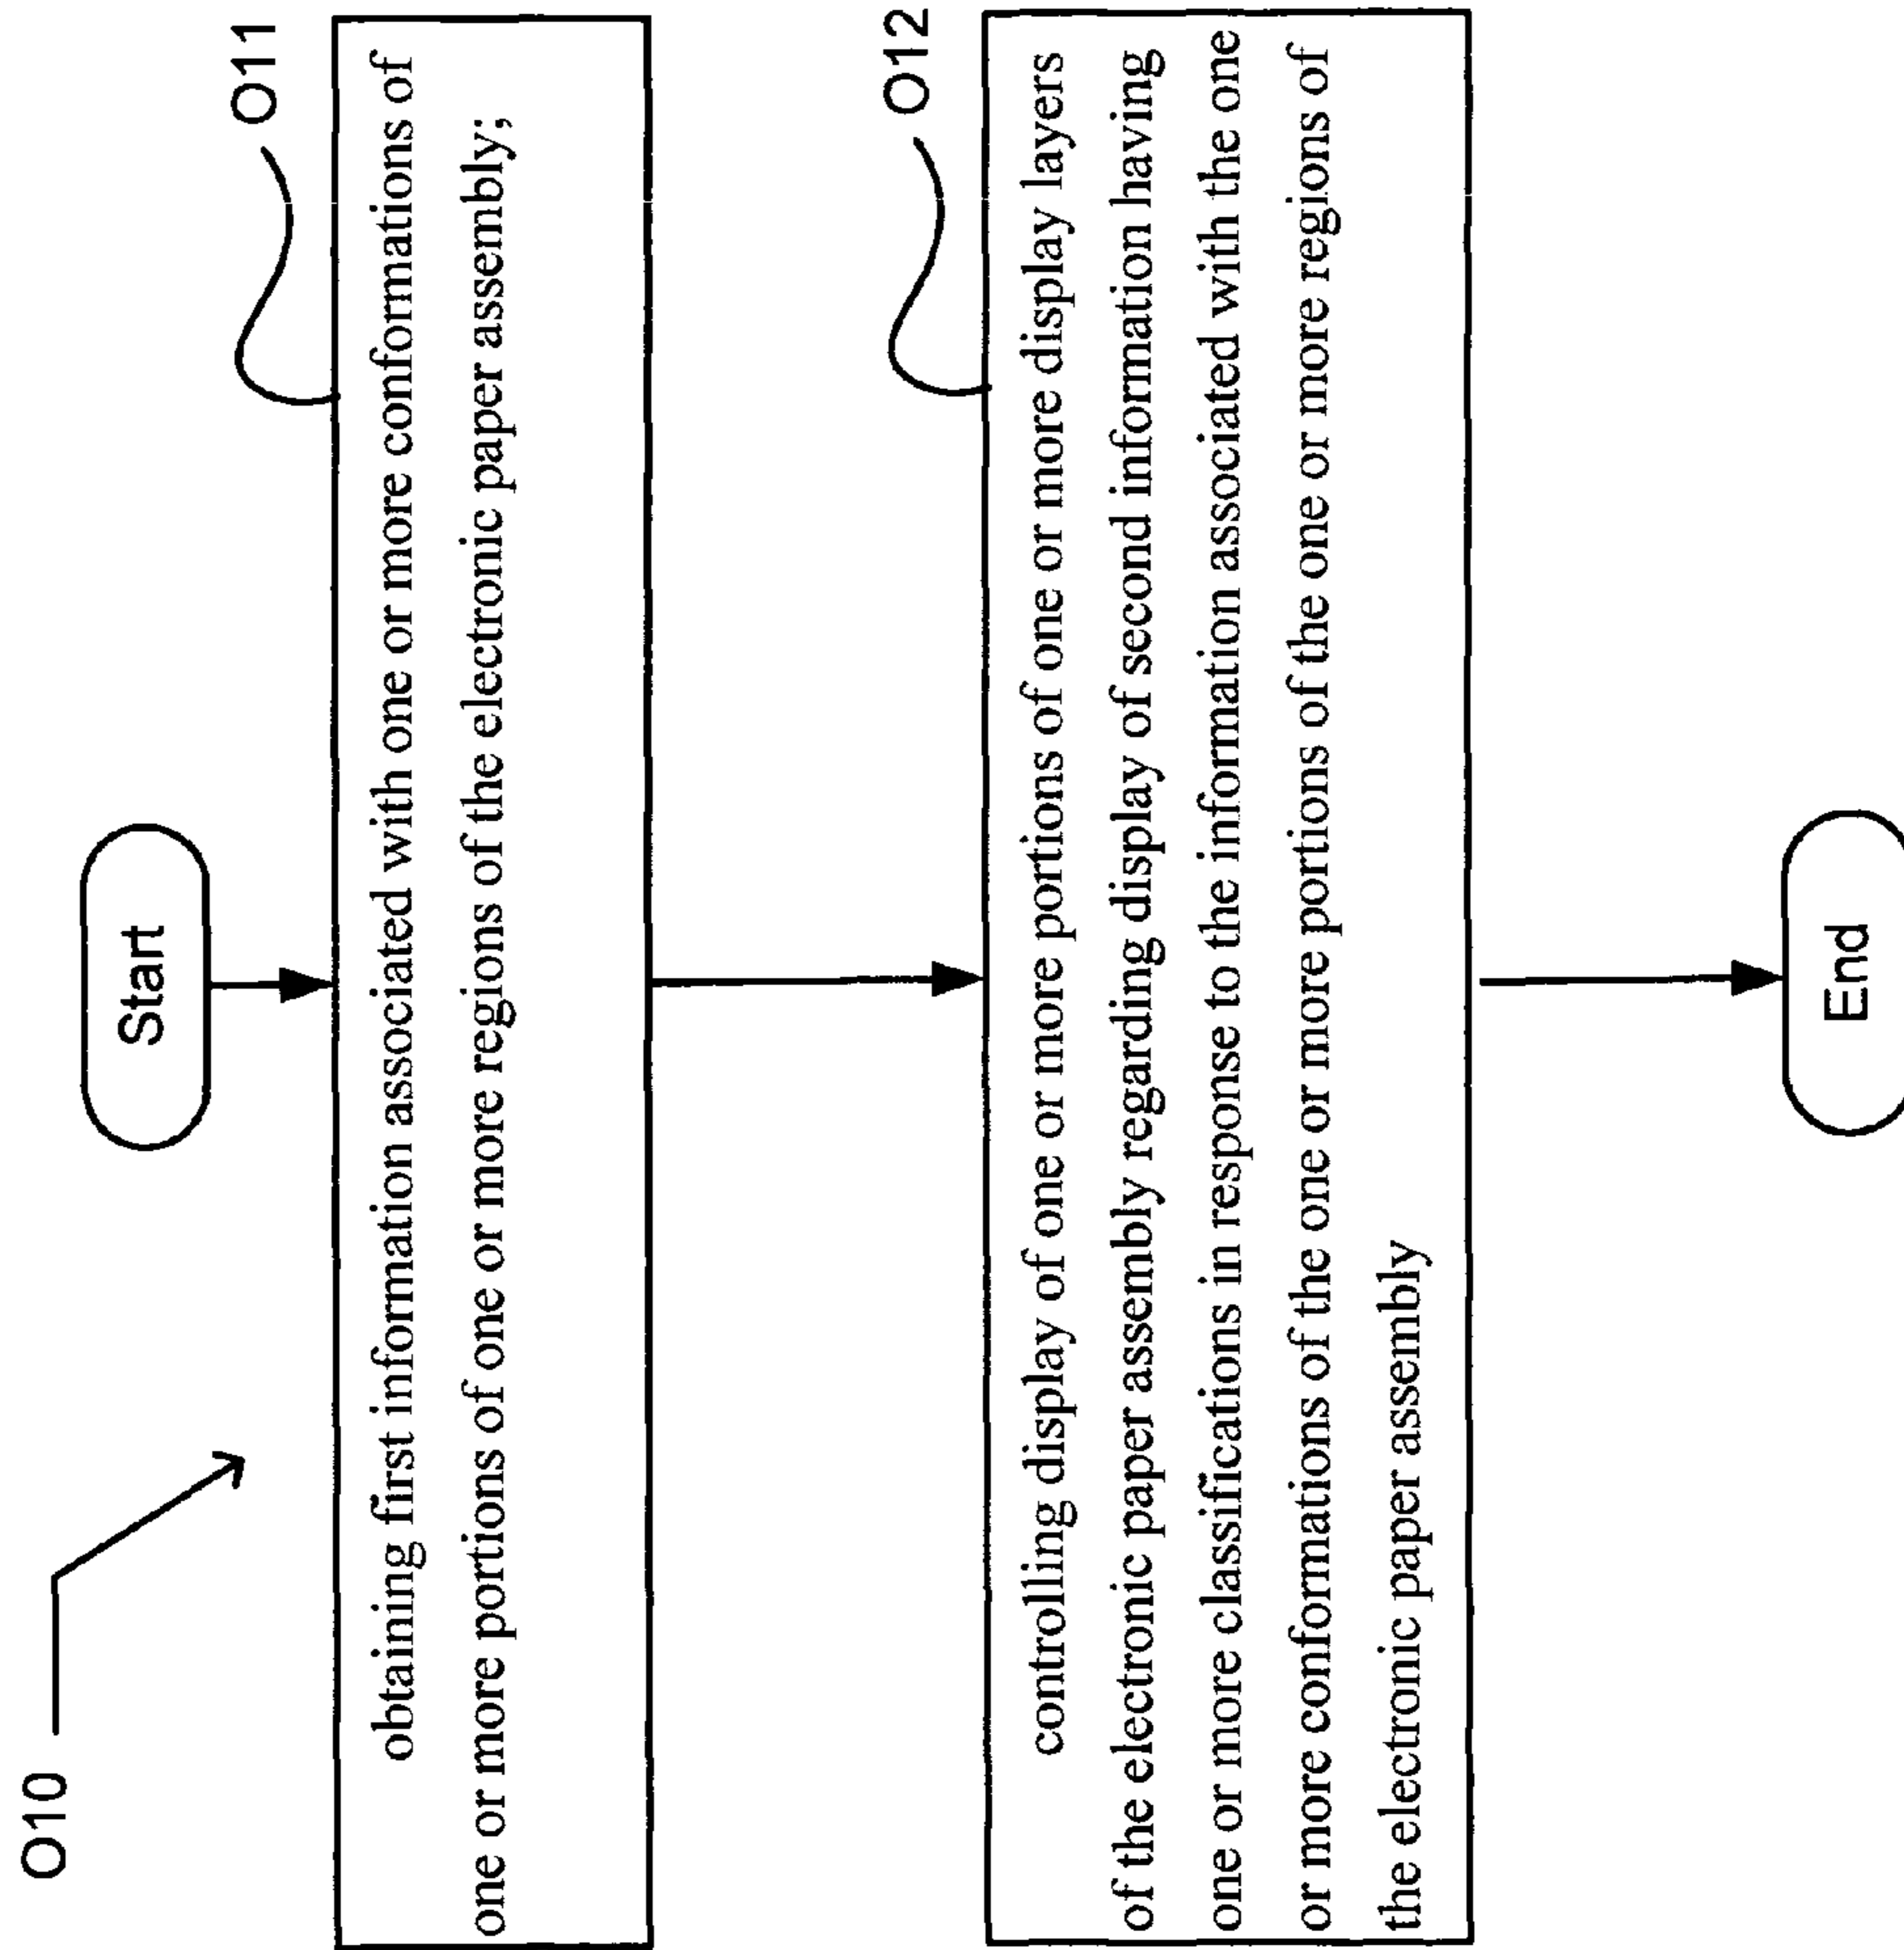 O10
Start
O11
obtaining first information associated with one or more conformations of
one or more portions of one or more regions of the electronic paper assembly;
O12
controlling display of one or more portions of one or more display layers
of the electronic paper assembly regarding display of second information having
one or more classifications in response to the information associated with the one
or more conformations of the one or more portions of the one or more regions of
the electronic paper assembly
End